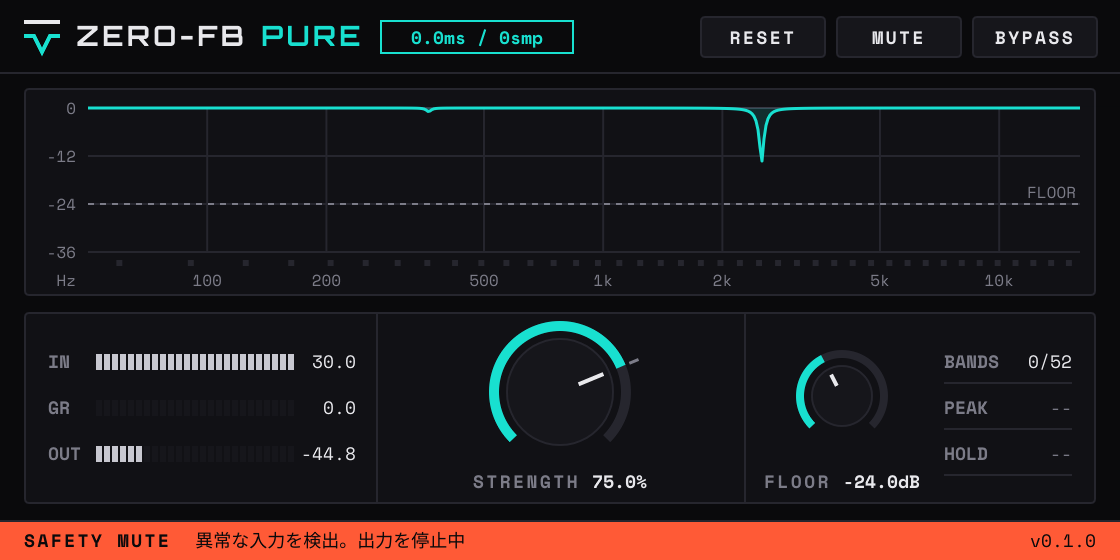 ZERO-FB PURE
0.0ms / 0smp
RESET
MUTE
BYPASS
0
-12
-24
-36
FLOOR
Hz 100 200 500 1k 2k 5k 10k
IN 30.0
GR 0.0
OUT -44.8
STRENGTH 75.0%
FLOOR -24.0dB
BANDS 0/52
PEAK --
HOLD --
SAFETY MUTE 異常な入力を検出。出力を停止中
v0.1.0